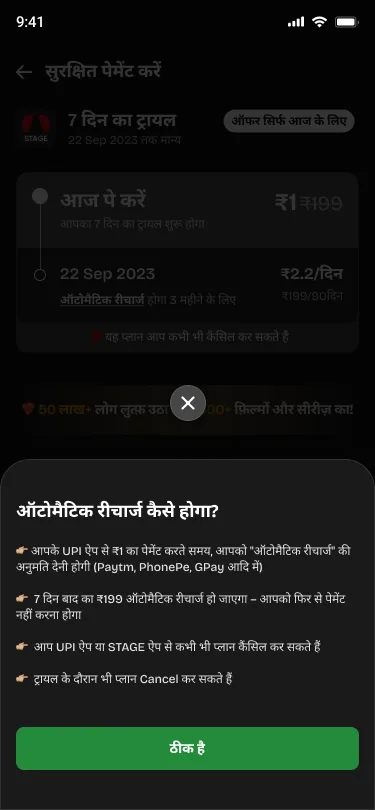 9:41
सुरक्षित पेमेंट करें
STAGE
7 दिन का ट्रायल
22 Sep 2023 तक मान्य
ऑफर सिर्फ आज के लिए
आज पे करें
₹1 ₹199
आपका 7 दिन का ट्रायल शुरू होगा
22 Sep 2023
₹2.2/दिन
ऑटोमैटिक रीचार्ज होगा 3 महीने के लिए
₹199/90दिन
यह प्लान आप कभी भी कैंसिल कर सकते हैं
50 लाख+ लोग लुत्फ़ उठा 00+ फ़िल्मों और सीरीज़ का!
ऑटोमैटिक रीचार्ज कैसे होगा?
👉 आपके UPI ऐप से ₹1 का पेमेंट करते समय, आपको "ऑटोमैटिक रीचार्ज" की
अनुमति देनी होगी (Paytm, PhonePe, GPay आदि में)
👉 7 दिन बाद का ₹199 ऑटोमैटिक रीचार्ज हो जाएगा – आपको फिर से पेमेंट
नहीं करना होगा
👉 आप UPI ऐप या STAGE ऐप से कभी भी प्लान कैंसिल कर सकते हैं
👉 ट्रायल के दौरान भी प्लान Cancel कर सकते हैं
ठीक है